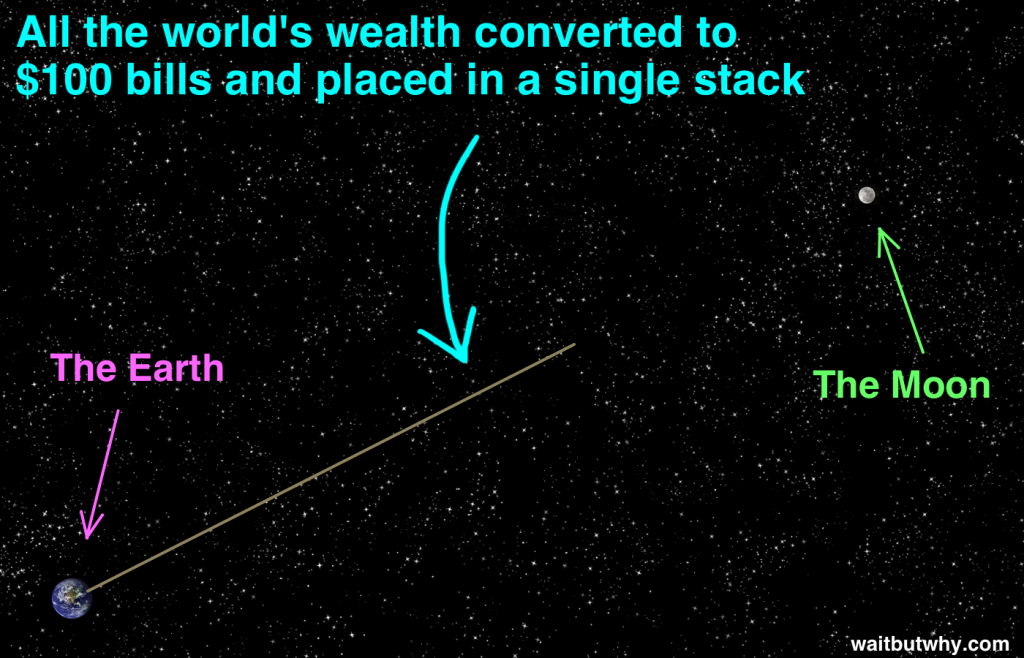 All the world's wealth converted to
$100 bills and placed in a single stack
The Earth
The Moon
waitbutwhy.com